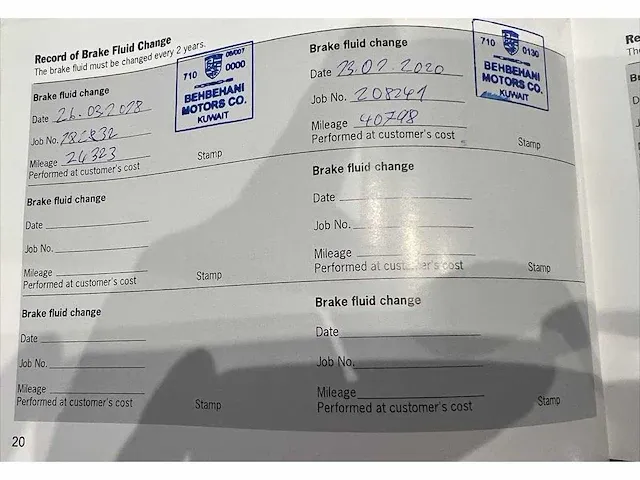 Record of Brake Fluid Change
The brake fluid must be changed every 2 years.
Brake fluid change
Date 26.03.2018
Job No.
Mileage 24323
Performed at customer's cost
Stamp
710 0000
BEHBEHANI
MOTORS CO.
KUWAIT
Brake fluid change
Date 23.02.2020
Job No. 208241
Mileage 40798
Performed at customer's cost
Stamp
710 0130
BEHBEHANI
MOTORS CO.
KUWAIT
Brake fluid change
Date
Job No.
Mileage
Performed at customer's cost
Stamp
Brake fluid change
Date
Job No.
Mileage
Performed at customer's cost
Stamp
Brake fluid change
Date
Job No.
Mileage
Performed at customer's cost
Stamp
Brake fluid change
Date
Job No.
Mileage
Performed at customer's cost
Stamp
20
Re